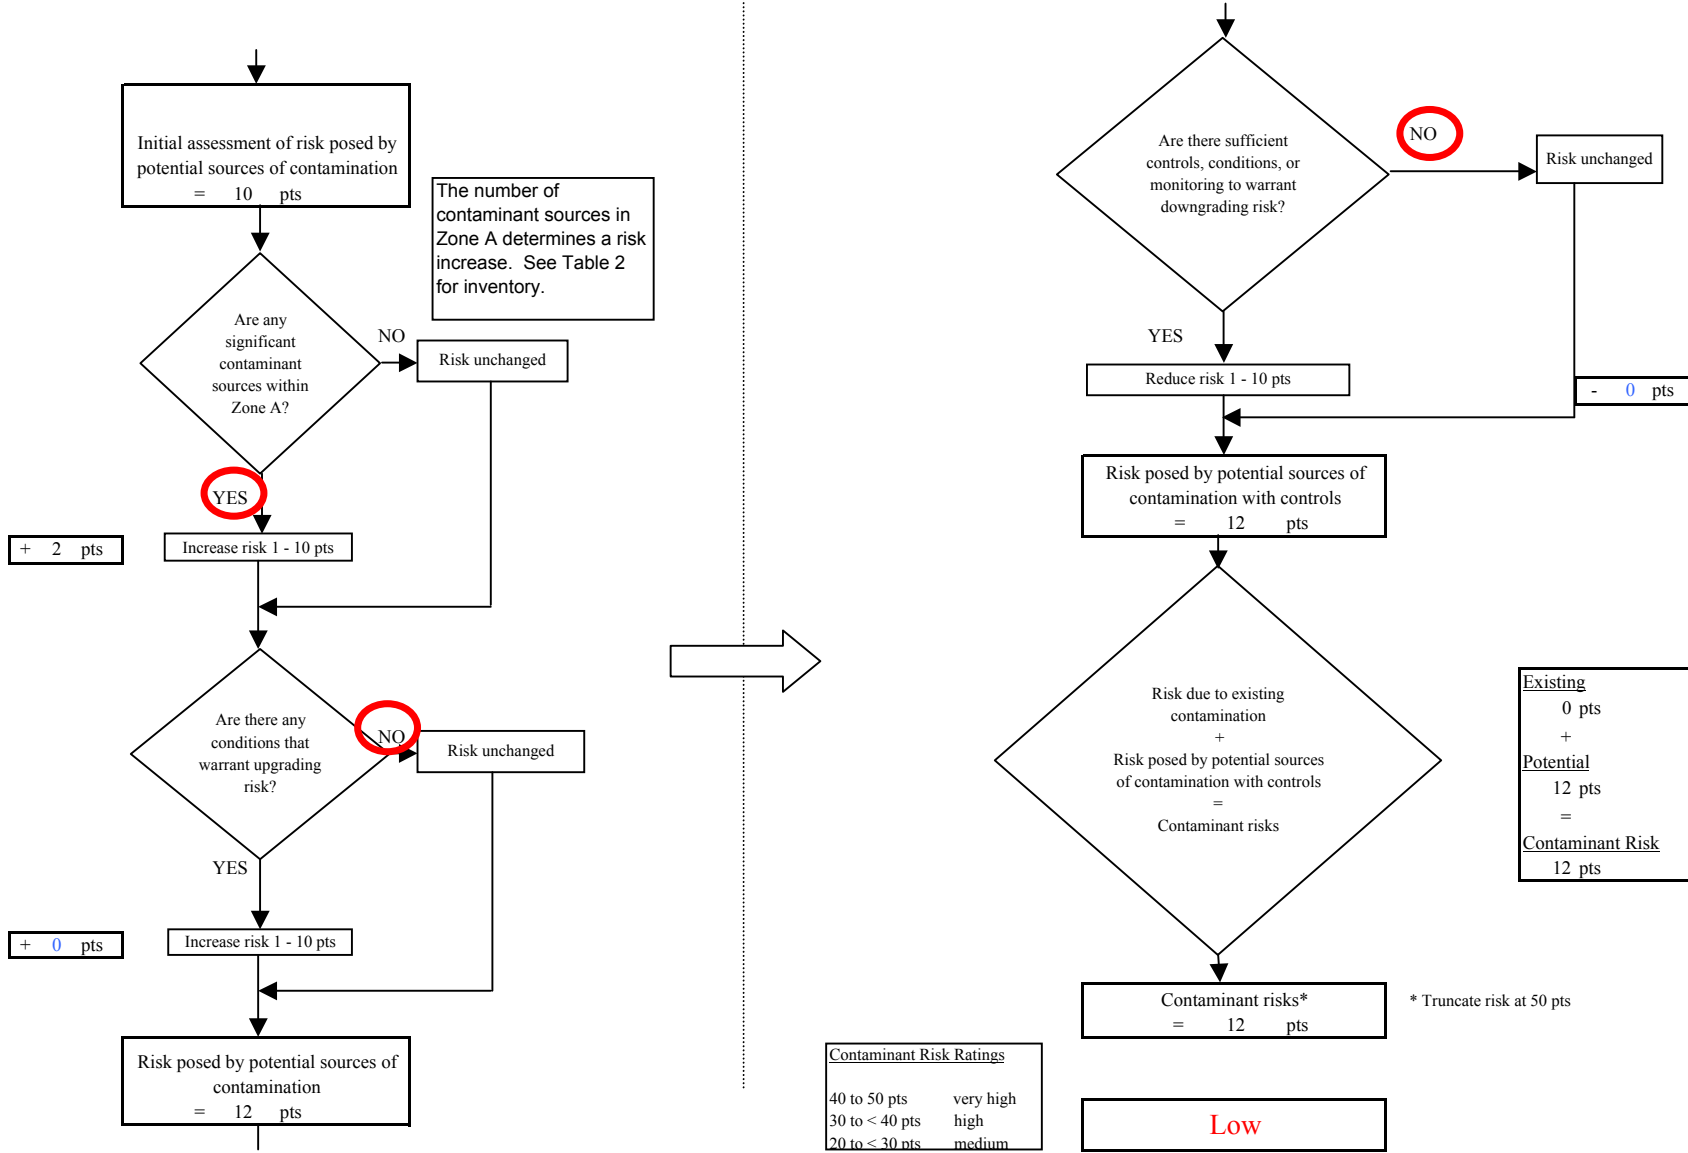 Initial assessment of risk posed by
potential sources of contamination
= 10 pts
The number of
contaminant sources in
Zone A determines a risk
increase. See Table 2
for inventory.
Are any
significant
contaminant
sources within
Zone A?
NO
Risk unchanged
YES
+ 2 pts
Increase risk 1 - 10 pts
Are there any
conditions that
warrant upgrading
risk?
NO
Risk unchanged
YES
+ 0 pts
Increase risk 1 - 10 pts
Risk posed by potential sources of
contamination
= 12 pts
Are there sufficient
controls, conditions, or
monitoring to warrant
downgrading risk?
NO
Risk unchanged
YES
Reduce risk 1 - 10 pts
- 0 pts
Risk posed by potential sources of
contamination with controls
= 12 pts
Risk due to existing
contamination
+
Risk posed by potential sources
of contamination with controls
=
Contaminant risks
Existing
0 pts
+
Potential
12 pts
=
Contaminant Risk
12 pts
Contaminant risks*
= 12 pts
* Truncate risk at 50 pts
Contaminant Risk Ratings
40 to 50 pts very high
30 to < 40 pts high
20 to < 30 pts medium
Low